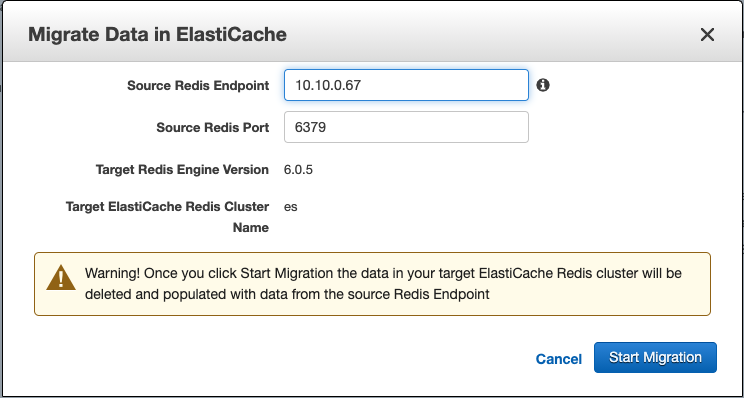 Migrate Data in ElastiCache
Source Redis Endpoint 10.10.0.67
Source Redis Port 6379
Target Redis Engine Version 6.0.5
Target ElastiCache Redis Cluster es
Name
Warning! Once you click Start Migration the data in your target ElastiCache Redis cluster will be
deleted and populated with data from the source Redis Endpoint
Cancel Start Migration